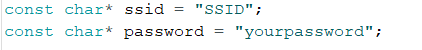 const char* ssid = "SSID";
const char* password = "yourpassword";